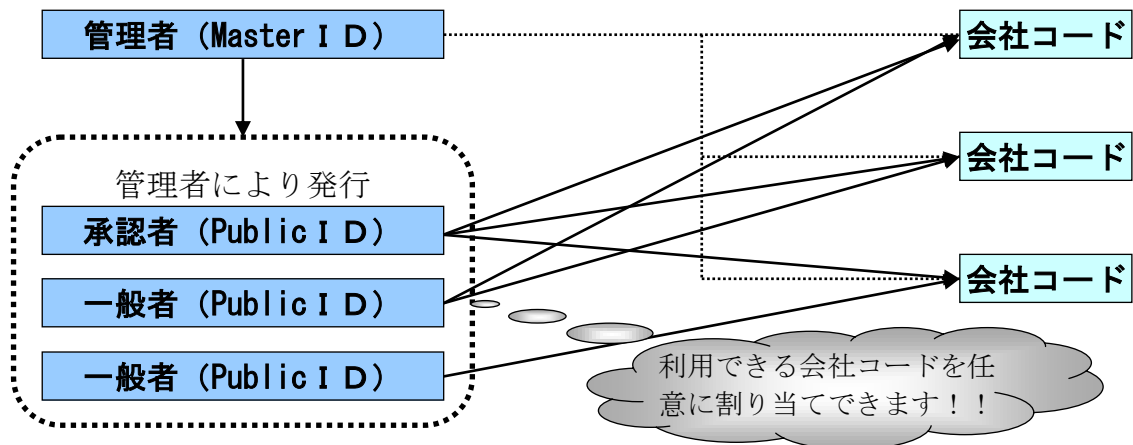 管理者（MasterＩＤ）
会社コード
会社コード
管理者により発行
承認者（PublicＩＤ）
会社コード
一般者（PublicＩＤ）
一般者（PublicＩＤ）
利用できる会社コードを任
意に割り当てできます！！